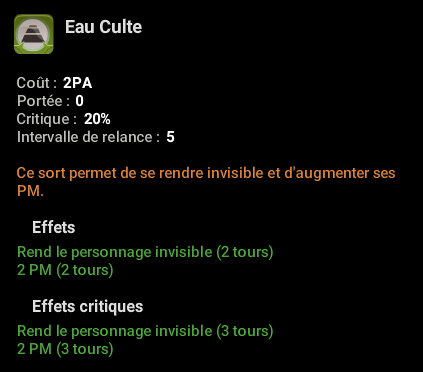 Eau Culte
Coût : 2PA
Portée : 0
Critique : 20%
Intervalle de relance : 5
Ce sort permet de se rendre invisible et d'augmenter ses
PM.
Effets
Rend le personnage invisible (2 tours)
2 PM (2 tours)
Effets critiques
Rend le personnage invisible (3 tours)
2 PM (3 tours)